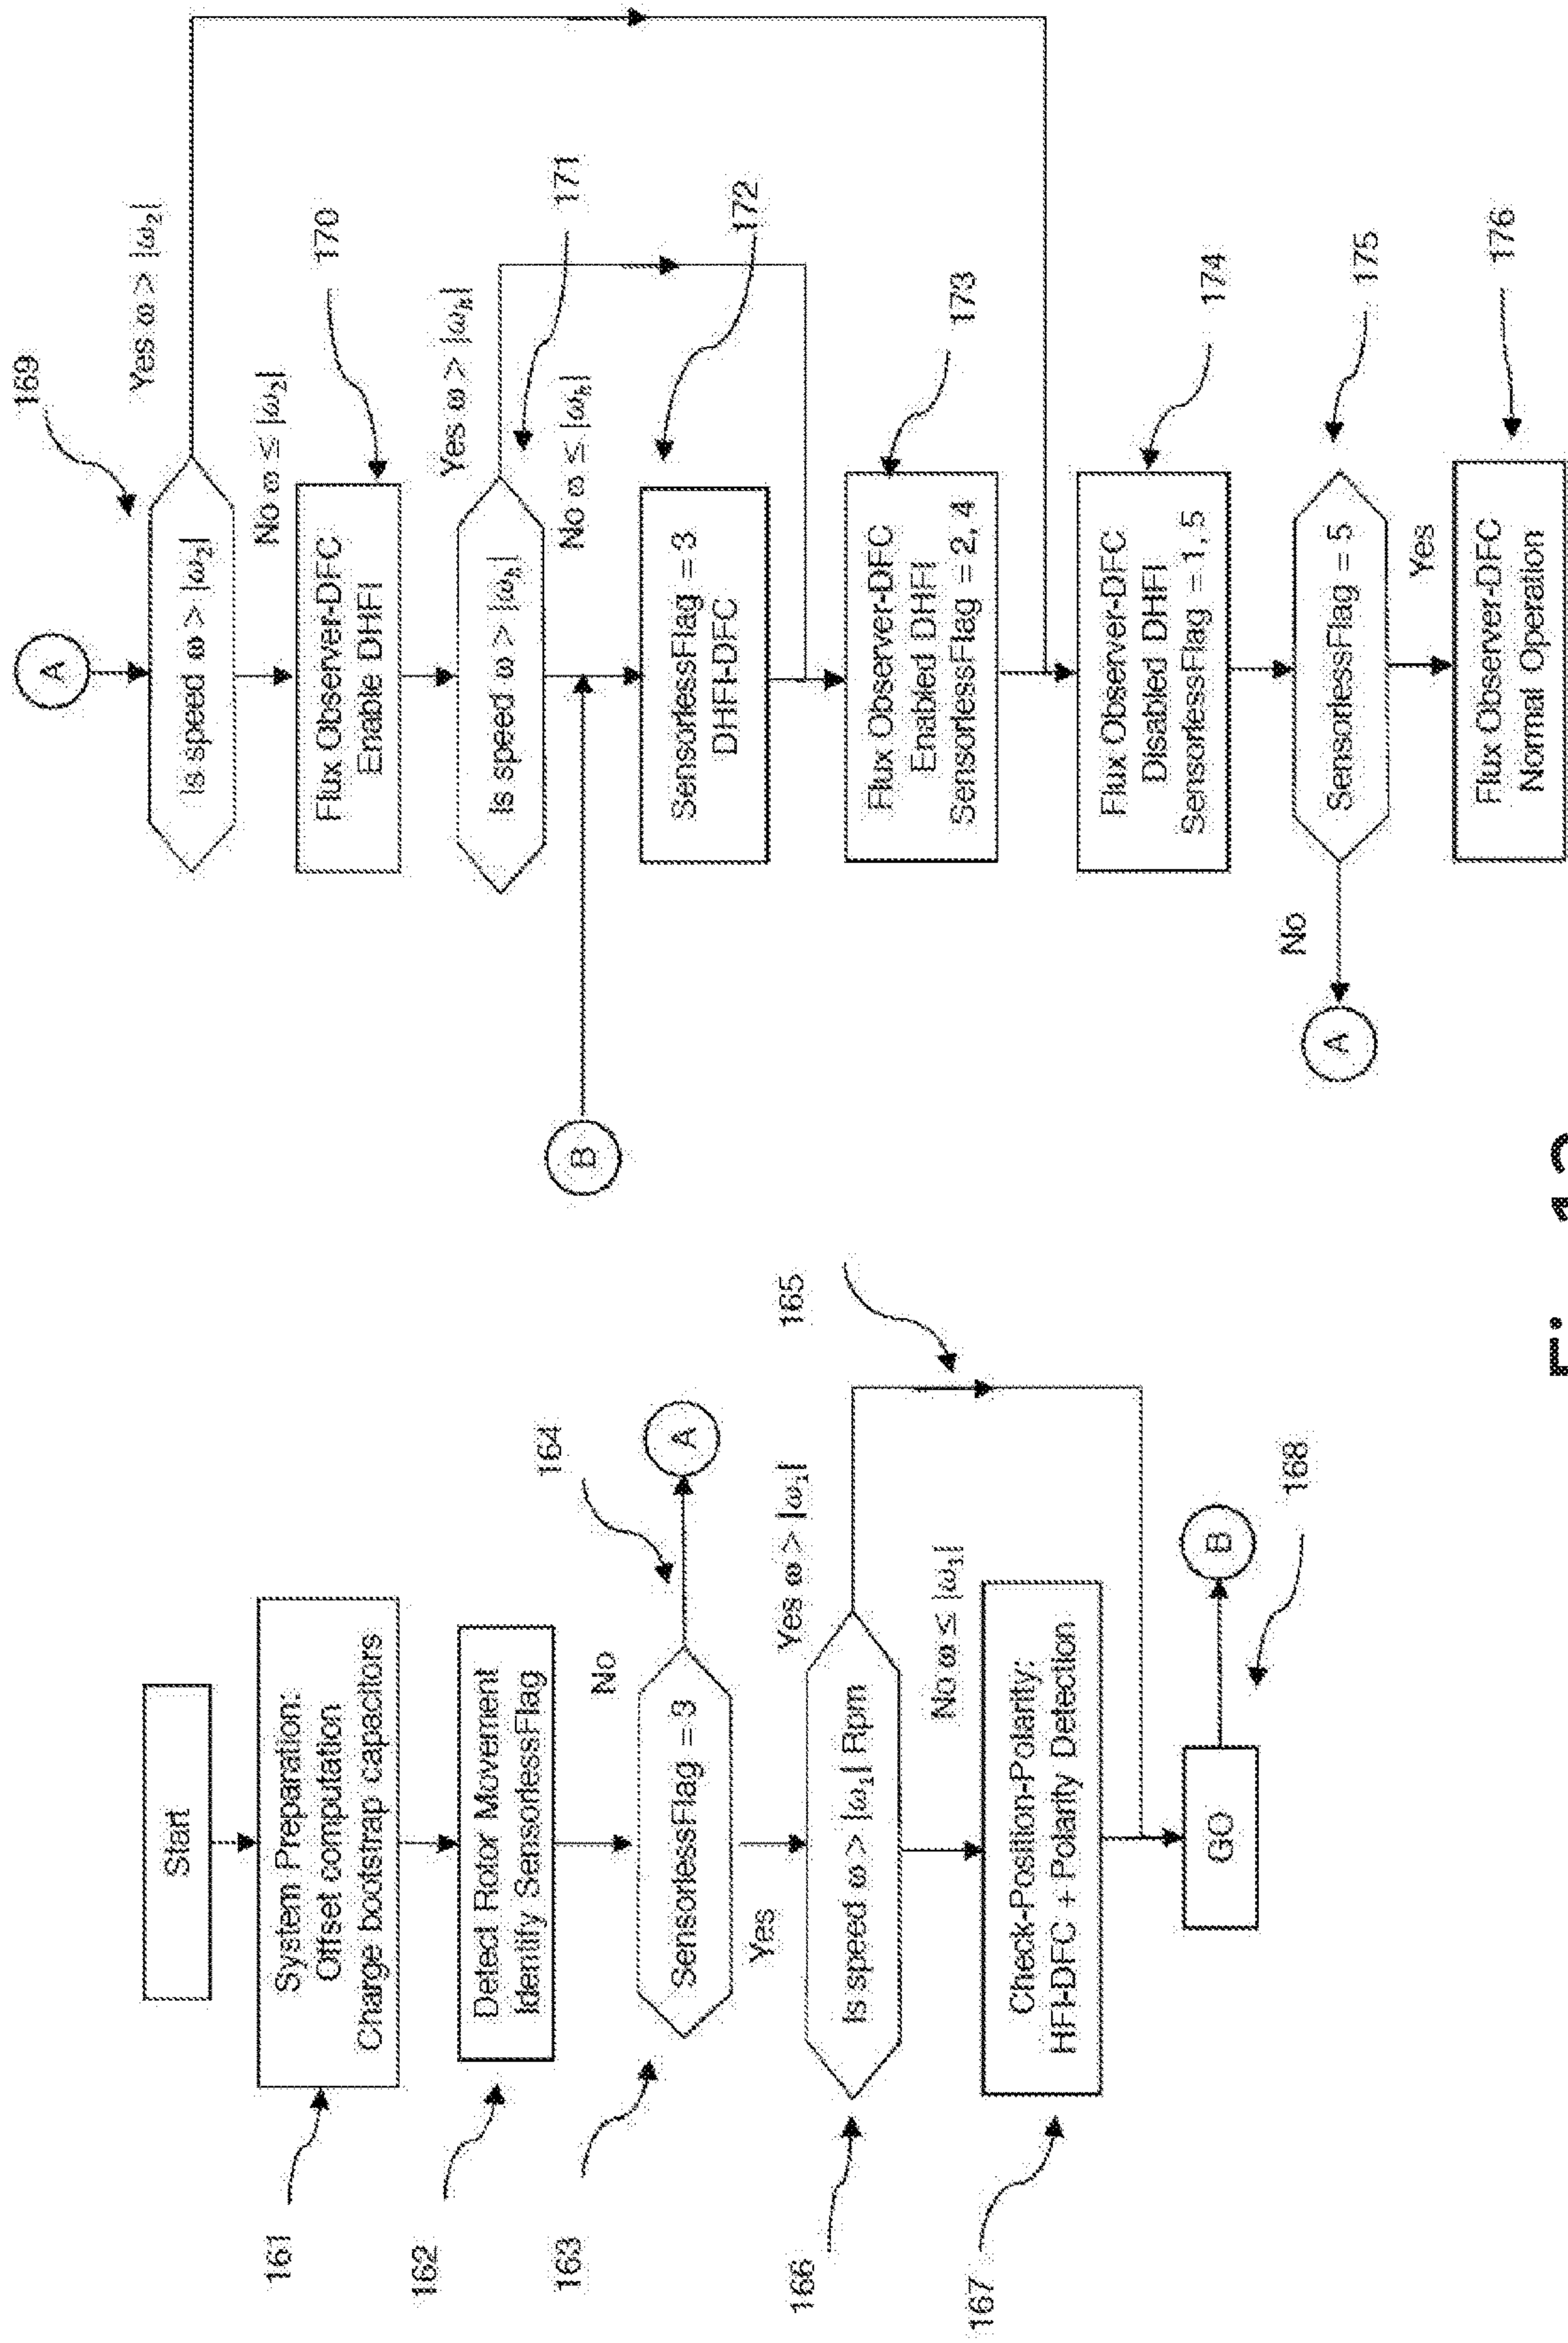 Start
161
System Preparation:
Offset computation
Charge bootstrap capacitors
162
Detect Rotor Movement
Identify SensorlessFlag
163
SensorlessFlag = 3
No
164
A
Yes
166
Is speed ω > |ω₁| Rpm
Yes ω > |ω₁|
165
No ω ≤ |ω₁|
167
Check-Position-Polarity:
HFI-DFC + Polarity Detection
GO
B
168
A
169
Is speed ω > |ω₂|
Yes ω > |ω₂|
No ω ≤ |ω₂|
170
Flux Observer-DFC
Enable DHFI
Is speed ω > |ωₕ|
Yes ω > |ωₕ|
171
No ω ≤ |ωₕ|
B
172
SensorlessFlag = 3
DHFI-DFC
173
Flux Observer-DFC
Enabled DHFI
SensorlessFlag = 2, 4
174
Flux Observer-DFC
Disabled DHFI
SensorlessFlag = 1, 5
175
SensorlessFlag = 5
No
A
Yes
176
Flux Observer-DFC
Normal Operation